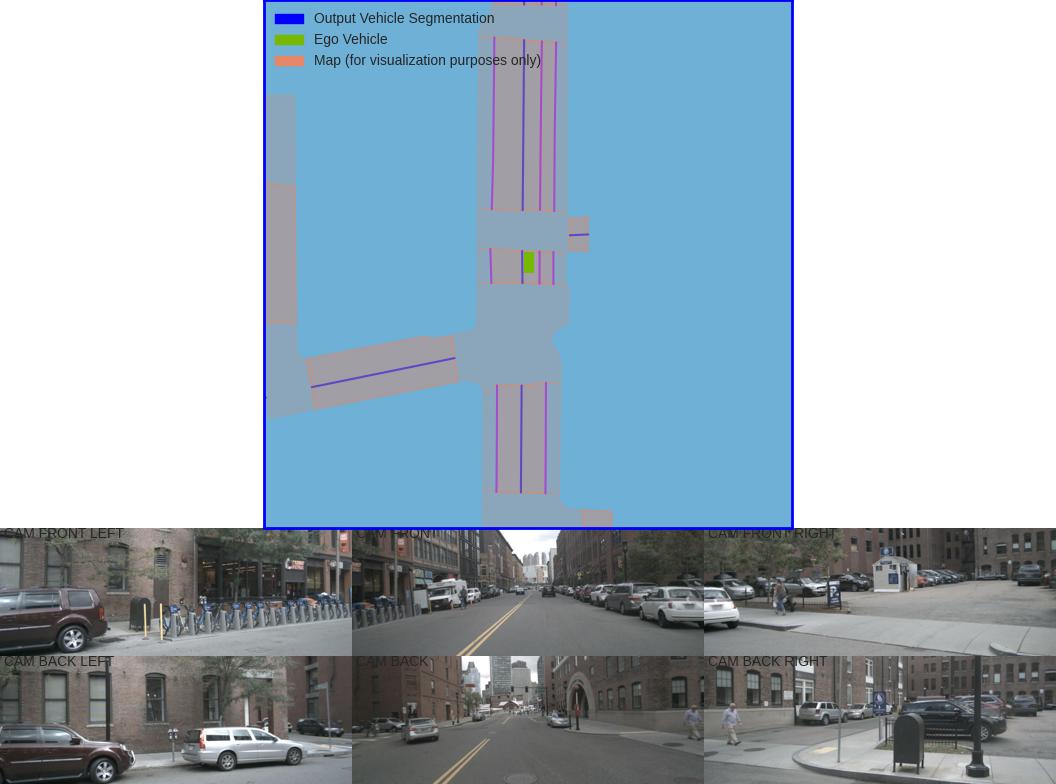 Output Vehicle Segmentation
Ego Vehicle
Map (for visualization purposes only)
CAM FRONT LEFT
CAM FRONT
CAM FRONT RIGHT
CAM BACK LEFT
CAM BACK
CAM BACK RIGHT